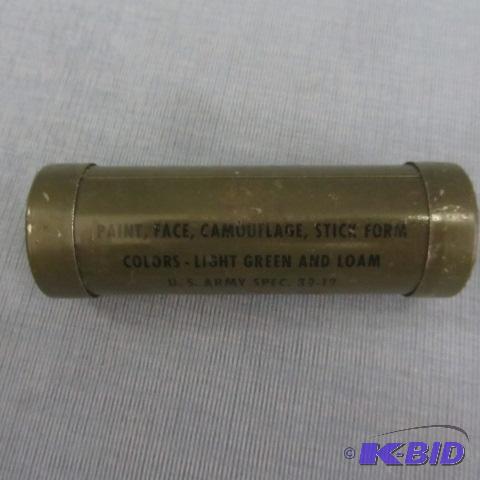 PAINT, FACE, CAMOUFLAGE, STICK FORM
COLORS - LIGHT GREEN AND LOAM
U. S. ARMY SPEC.
© K-BID